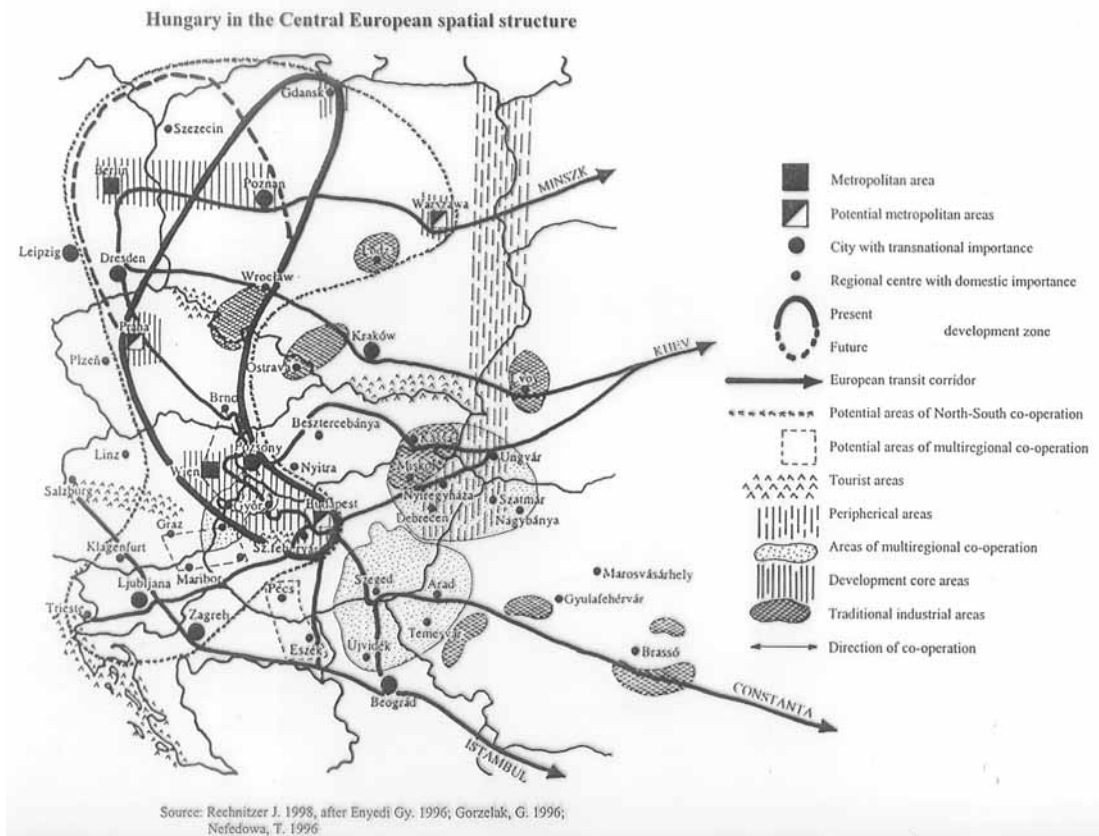 Hungary in the Central European spatial structure
Gdansk
Szezecin
Berlin
Poznan
MINSZK
Warszawa
Leipzig
Dresden
Łódz
Wrocław
Praha
Kraków
KIJEV
Plzeň
Ostrava
Lvov
Brno
Besztercebánya
Kassa
Pozsony
Ungvár
Linz
Wien
Nyitra
Miskolc
Salzburg
Győr
Budapest
Nyíregyháza
Szatmár
Graz
Debrecen
Nagybánya
Sz.fehérvár
Klagenfurt
Maribor
Ljubljana
Pécs
Szeged
Arad
Marosvásárhely
Trieste
Gyulafehérvár
Zagreb
Temesvár
Eszék
Újvidék
Brassó
Beográd
CONSTANTA
ISTAMBUL
Metropolitan area
Potential metropolitan areas
City with transnational importance
Regional centre with domestic importance
Present
development zone
Future
European transit corridor
Potential areas of North-South co-operation
Potential areas of multiregional co-operation
Tourist areas
Peripherical areas
Areas of multiregional co-operation
Development core areas
Traditional industrial areas
Direction of co-operation
Source: Rechnitzer J. 1998, after Enyedi Gy. 1996; Gorzelak, G. 1996;
Nefedowa, T. 1996